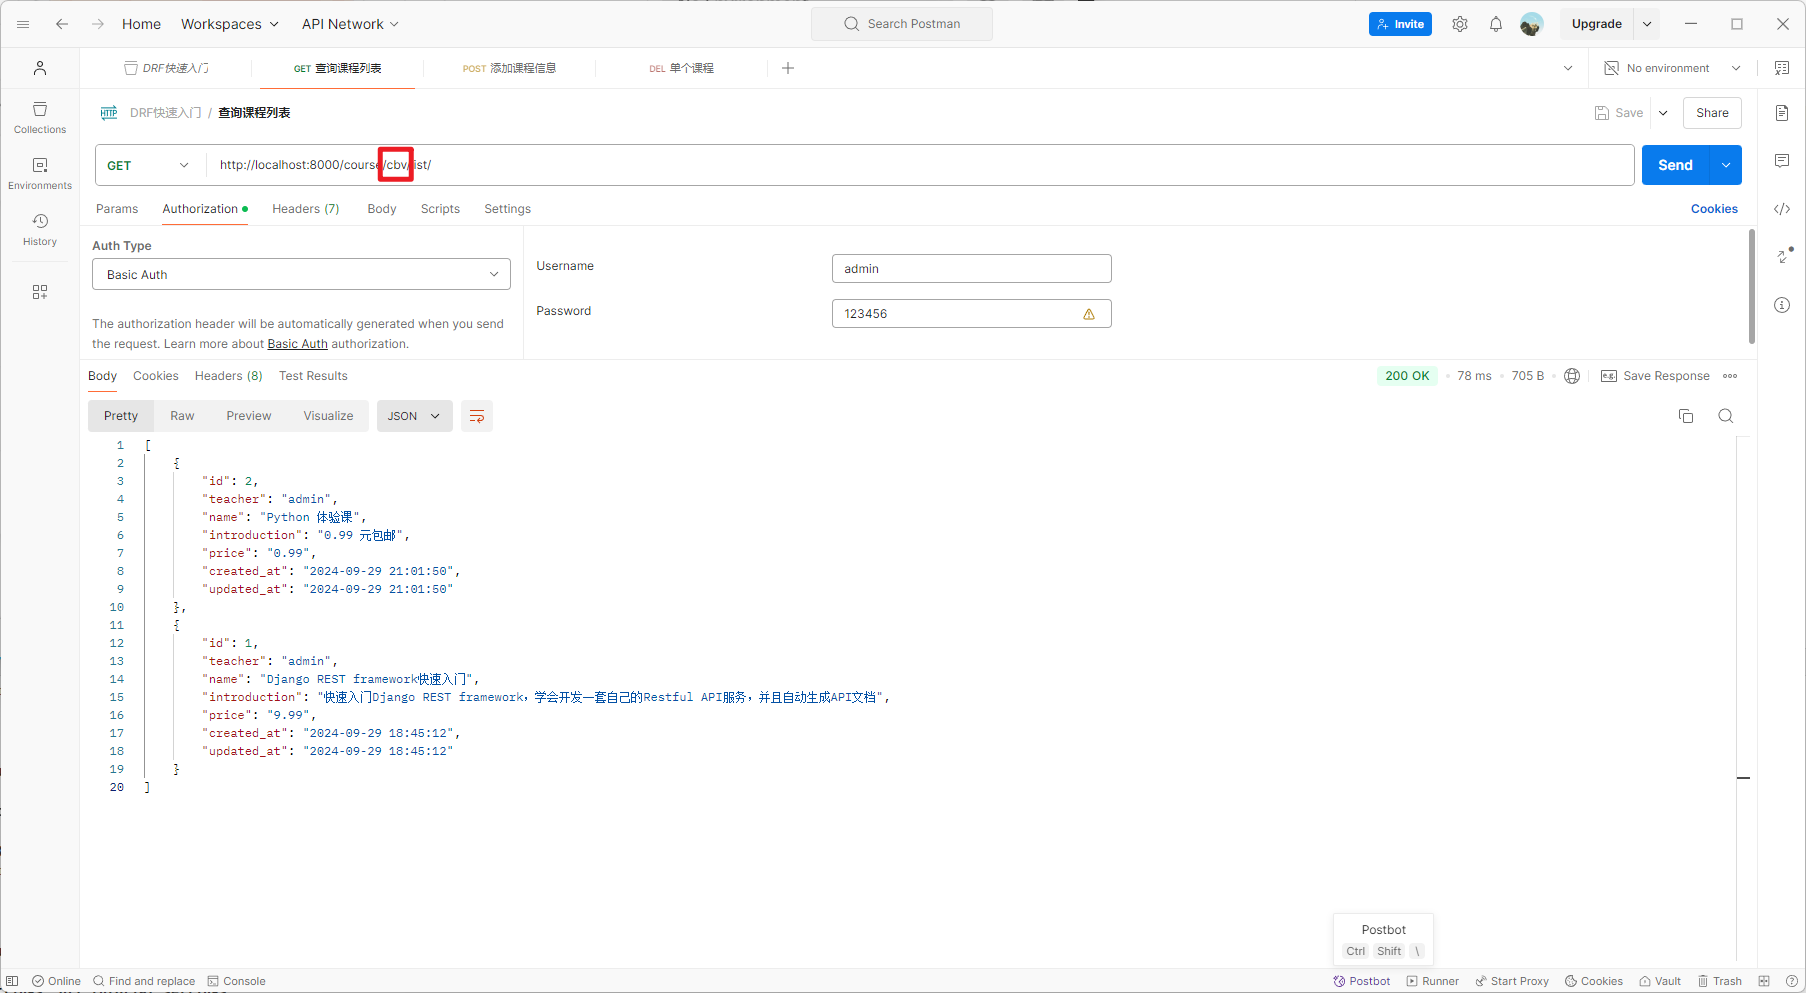 Home Workspaces API Network Search Postman Invite Upgrade
DRF快速入门 GET 查询课程列表 POST 添加课程信息 DEL 单个课程 No environment
HTTP DRF快速入门 / 查询课程列表 Save Share
Collections
GET http://localhost:8000/course/cbv/list/ Send
Environments
Params Authorization Headers (7) Body Scripts Settings Cookies
History
Auth Type
Basic Auth
Username admin
Password 123456
The authorization header will be automatically generated when you send
the request. Learn more about Basic Auth authorization.
Body Cookies Headers (8) Test Results 200 OK 78 ms 705 B e.g. Save Response
Pretty Raw Preview Visualize JSON
1 [
2 {
3 "id": 2,
4 "teacher": "admin",
5 "name": "Python 体验课",
6 "introduction": "0.99 元包邮",
7 "price": "0.99",
8 "created_at": "2024-09-29 21:01:50",
9 "updated_at": "2024-09-29 21:01:50"
10 },
11 {
12 "id": 1,
13 "teacher": "admin",
14 "name": "Django REST framework快速入门",
15 "introduction": "快速入门Django REST framework，学会开发一套自己的Restful API服务，并且自动生成API文档",
16 "price": "9.99",
17 "created_at": "2024-09-29 18:45:12",
18 "updated_at": "2024-09-29 18:45:12"
19 }
20 ]
Postbot
Ctrl Shift \
Online Find and replace Console Postbot Runner Start Proxy Cookies Vault Trash